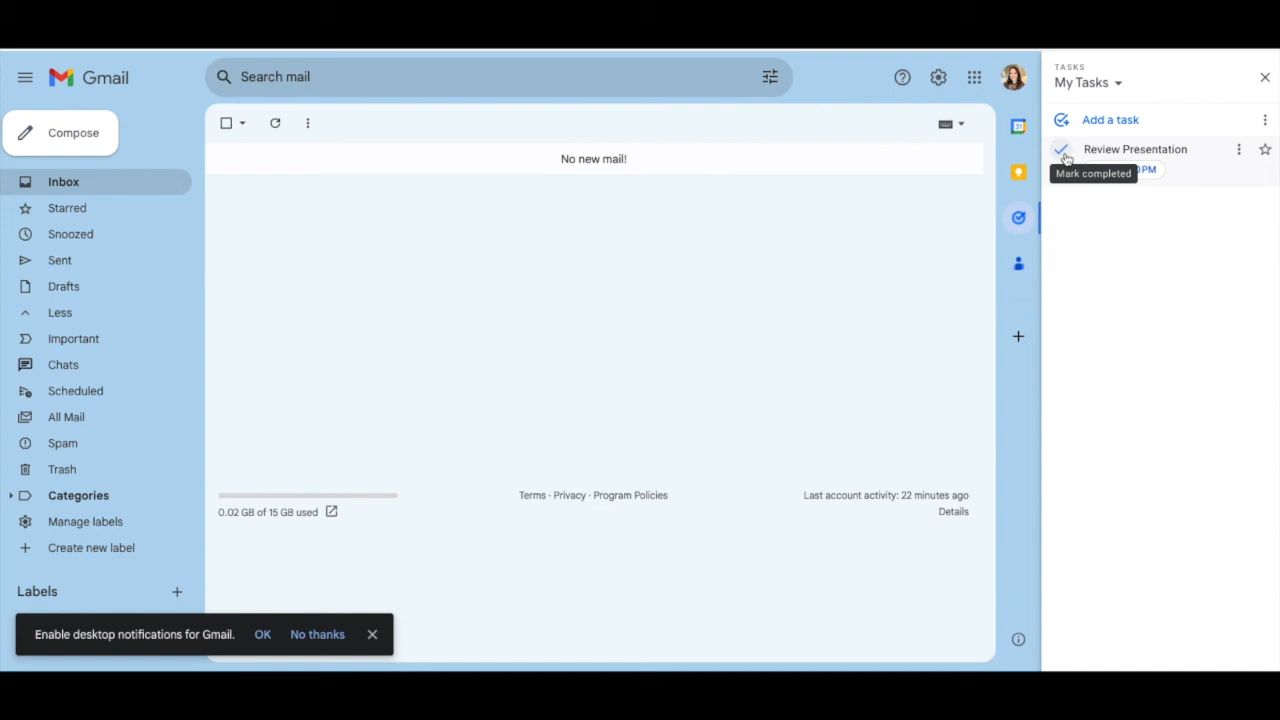 Gmail
Search mail
TASKS
My Tasks
Compose
Add a task
No new mail!
Review Presentation
PM
Mark completed
Inbox
Starred
Snoozed
Sent
Drafts
Less
Important
Chats
Scheduled
All Mail
Spam
Trash
Categories
Manage labels
Create new label
Labels
31
0.02 GB of 15 GB used
Terms · Privacy · Program Policies
Last account activity: 22 minutes ago
Details
Enable desktop notifications for Gmail. OK No thanks